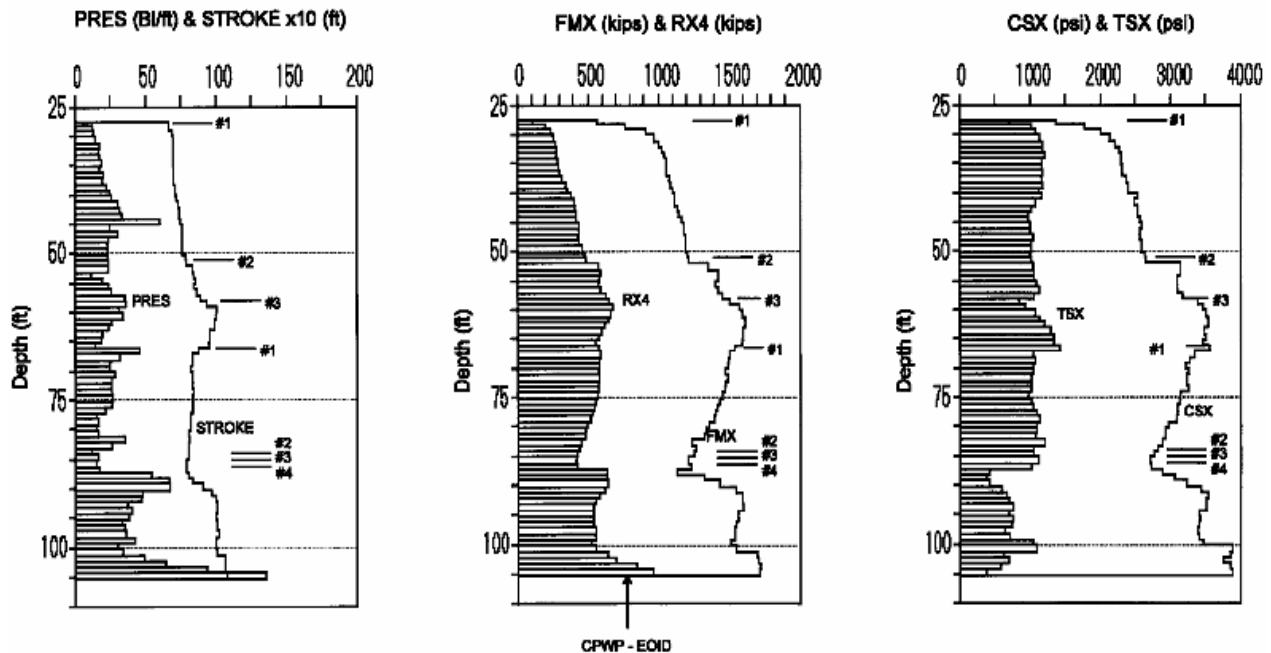 PRES (Bl/ft) & STROKE x10 (ft)
0 50 100 150 200
25
50
75
100
Depth (ft)
#1
#2
#3
PRES
#1
STROKE
#2
#3
#4
FMX (kips) & RX4 (kips)
0 500 1000 1500 2000
25
50
75
100
Depth (ft)
#1
#2
#3
RX4
#1
FMX
#2
#3
#4
CPWP - EOID
CSX (psi) & TSX (psi)
0 1000 2000 3000 4000
25
50
75
100
Depth (ft)
#1
#2
#3
TSX
#1
CSX
#2
#3
#4